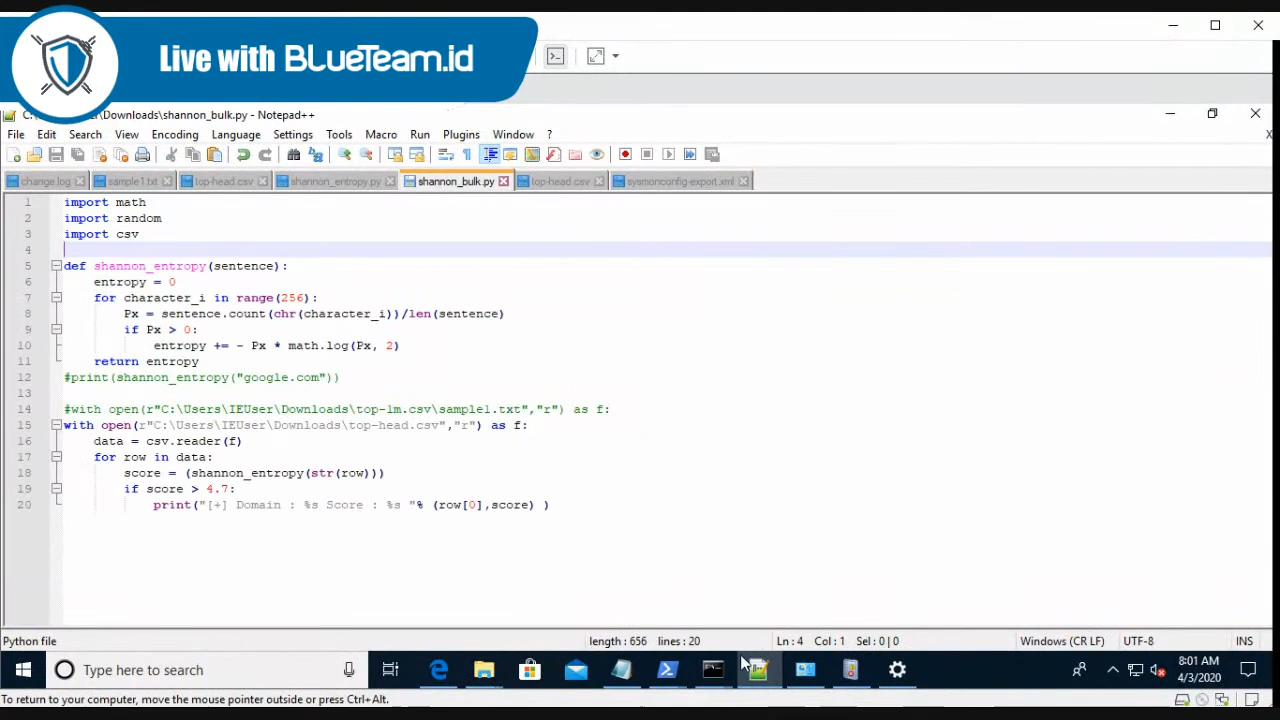 Live with BLUETeam.id
Downloads\shannon_bulk.py - Notepad++
File Edit Search View Encoding Language Settings Tools Macro Run Plugins Window ?
change.log sample1.txt top-head.csv shannon_entropy.py shannon_bulk.py top-head.csv sysmonconfig-export.xml
1 import math
2 import random
3 import csv
4
5 def shannon_entropy(sentence):
6 entropy = 0
7 for character_i in range(256):
8 Px = sentence.count(chr(character_i))/len(sentence)
9 if Px > 0:
10 entropy += - Px * math.log(Px, 2)
11 return entropy
12 #print(shannon_entropy("google.com"))
13
14 #with open(r"C:\Users\IEUser\Downloads\top-1m.csv\sample1.txt","r") as f:
15 with open(r"C:\Users\IEUser\Downloads\top-head.csv","r") as f:
16 data = csv.reader(f)
17 for row in data:
18 score = (shannon_entropy(str(row)))
19 if score > 4.7:
20 print("[+] Domain : %s Score : %s "% (row[0],score) )
Python file length : 656 lines : 20 Ln : 4 Col : 1 Sel : 0 | 0 Windows (CR LF) UTF-8 INS
Type here to search
8:01 AM
4/3/2020
To return to your computer, move the mouse pointer outside or press Ctrl+Alt.